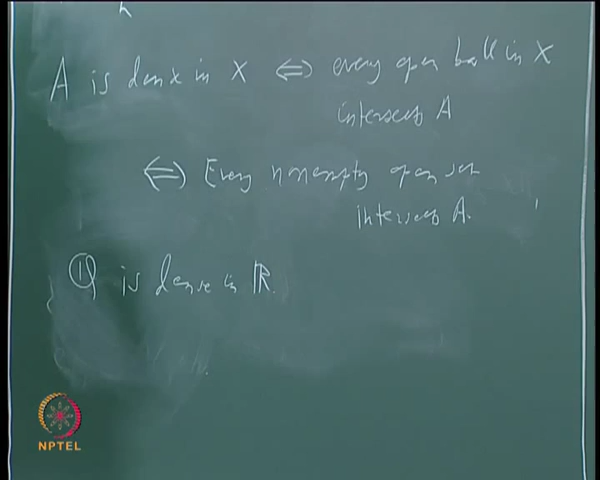 A is dense in X ⇔ every open ball in X
intersects A
⇔ Every nonempty open set
intersects A.
ℚ is dense in ℝ.
NPTEL